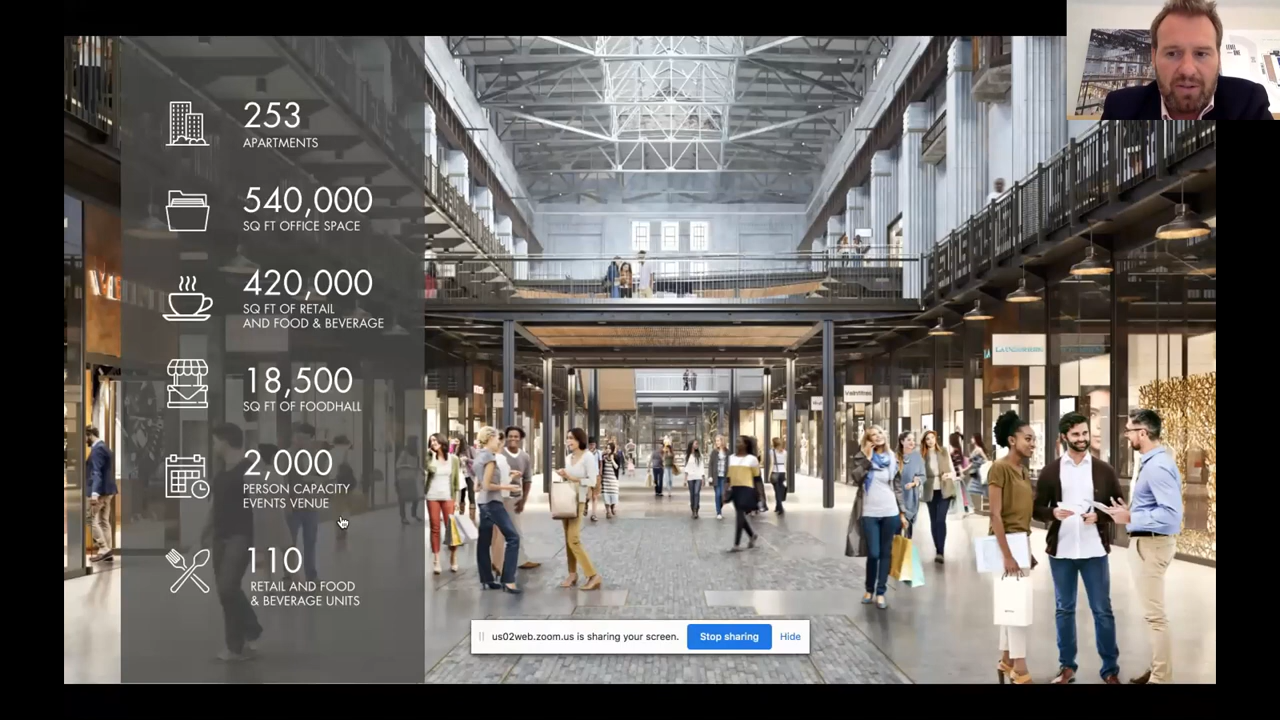 253
APARTMENTS
540,000
SQ FT OFFICE SPACE
420,000
SQ FT OF RETAIL
AND FOOD & BEVERAGE
18,500
SQ FT OF FOODHALL
2,000
PERSON CAPACITY
EVENTS VENUE
110
RETAIL AND FOOD
& BEVERAGE UNITS
us02web.zoom.us is sharing your screen.
Stop sharing
Hide